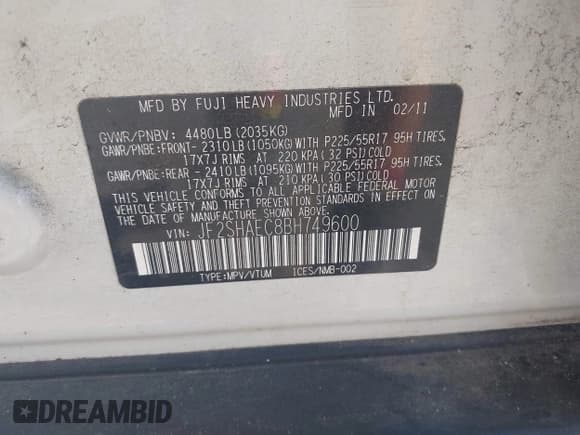 MFD BY FUJI HEAVY INDUSTRIES LTD.
MFD IN 02/11
GVWR/PNBV: 4480LB(2035KG)
GAWR/PNBE:FRONT- 2310LB(1050KG)WITH P225/55R17 95H TIRES,
17X7J RIMS AT 220 KPA( 32 PSI)COLD
GAWR/PNBE:REAR - 2410LB(1095KG)WITH P225/55R17 95H TIRES,
17X7J RIMS AT 210 KPA( 30 PSI)COLD
THIS VEHICLE CONFORMS TO ALL APPLICABLE FEDERAL MOTOR
VEHICLE SAFETY AND THEFT PREVENTION STANDARDS IN EFFECT ON
THE DATE OF MANUFACTURE SHOWN ABOVE.
VIN: JF2SHAEC8BH749600
TYPE:MPV/VTUM ICES/NMB-002
DREAMBID